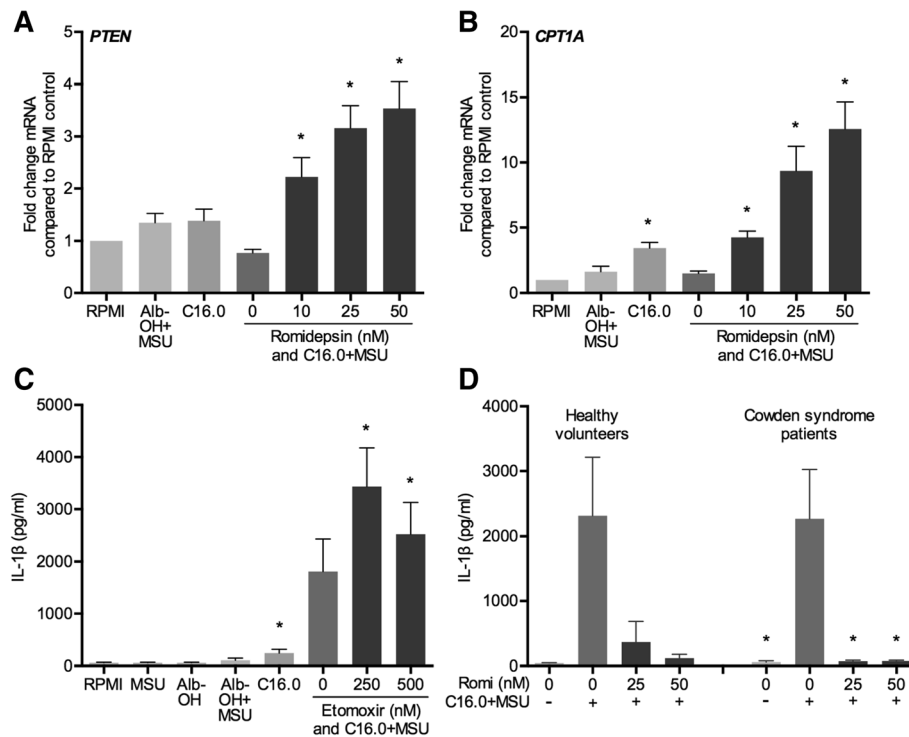 A
PTEN
Fold change mRNA
compared to RPMI control
5
4
3
2
1
0
* * *
RPMI Alb- C16.0 0 10 25 50
OH+
MSU
Romidepsin (nM)
and C16.0+MSU
B
CPT1A
Fold change mRNA
compared to RPMI control
20
15
10
5
0
* * * *
RPMI Alb- C16.0 0 10 25 50
OH+
MSU
Romidepsin (nM)
and C16.0+MSU
C
IL-1β (pg/ml)
5000
4000
3000
2000
1000
0
* * *
RPMI MSU Alb- Alb- C16.0 0 250 500
OH OH+
MSU
Etomoxir (nM)
and C16.0+MSU
D
Healthy
volunteers
Cowden syndrome
patients
IL-1β (pg/ml)
4000
3000
2000
1000
0
* * *
Romi (nM) 0 0 25 50 0 0 25 50
C16.0+MSU - + + + - + + +